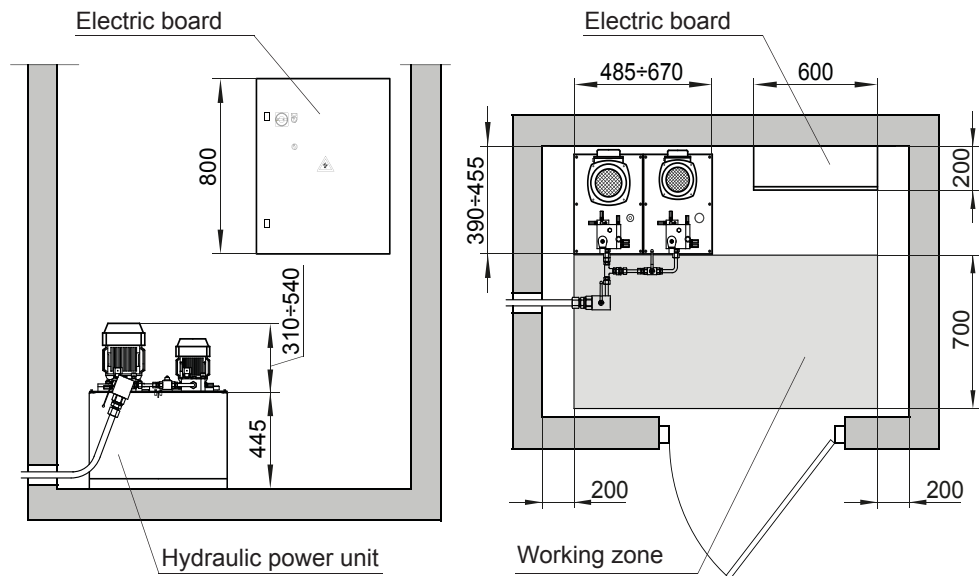 Electric board
800
310÷540
445
Hydraulic power unit
Electric board
485÷670
600
390÷455
200
700
200
200
Working zone